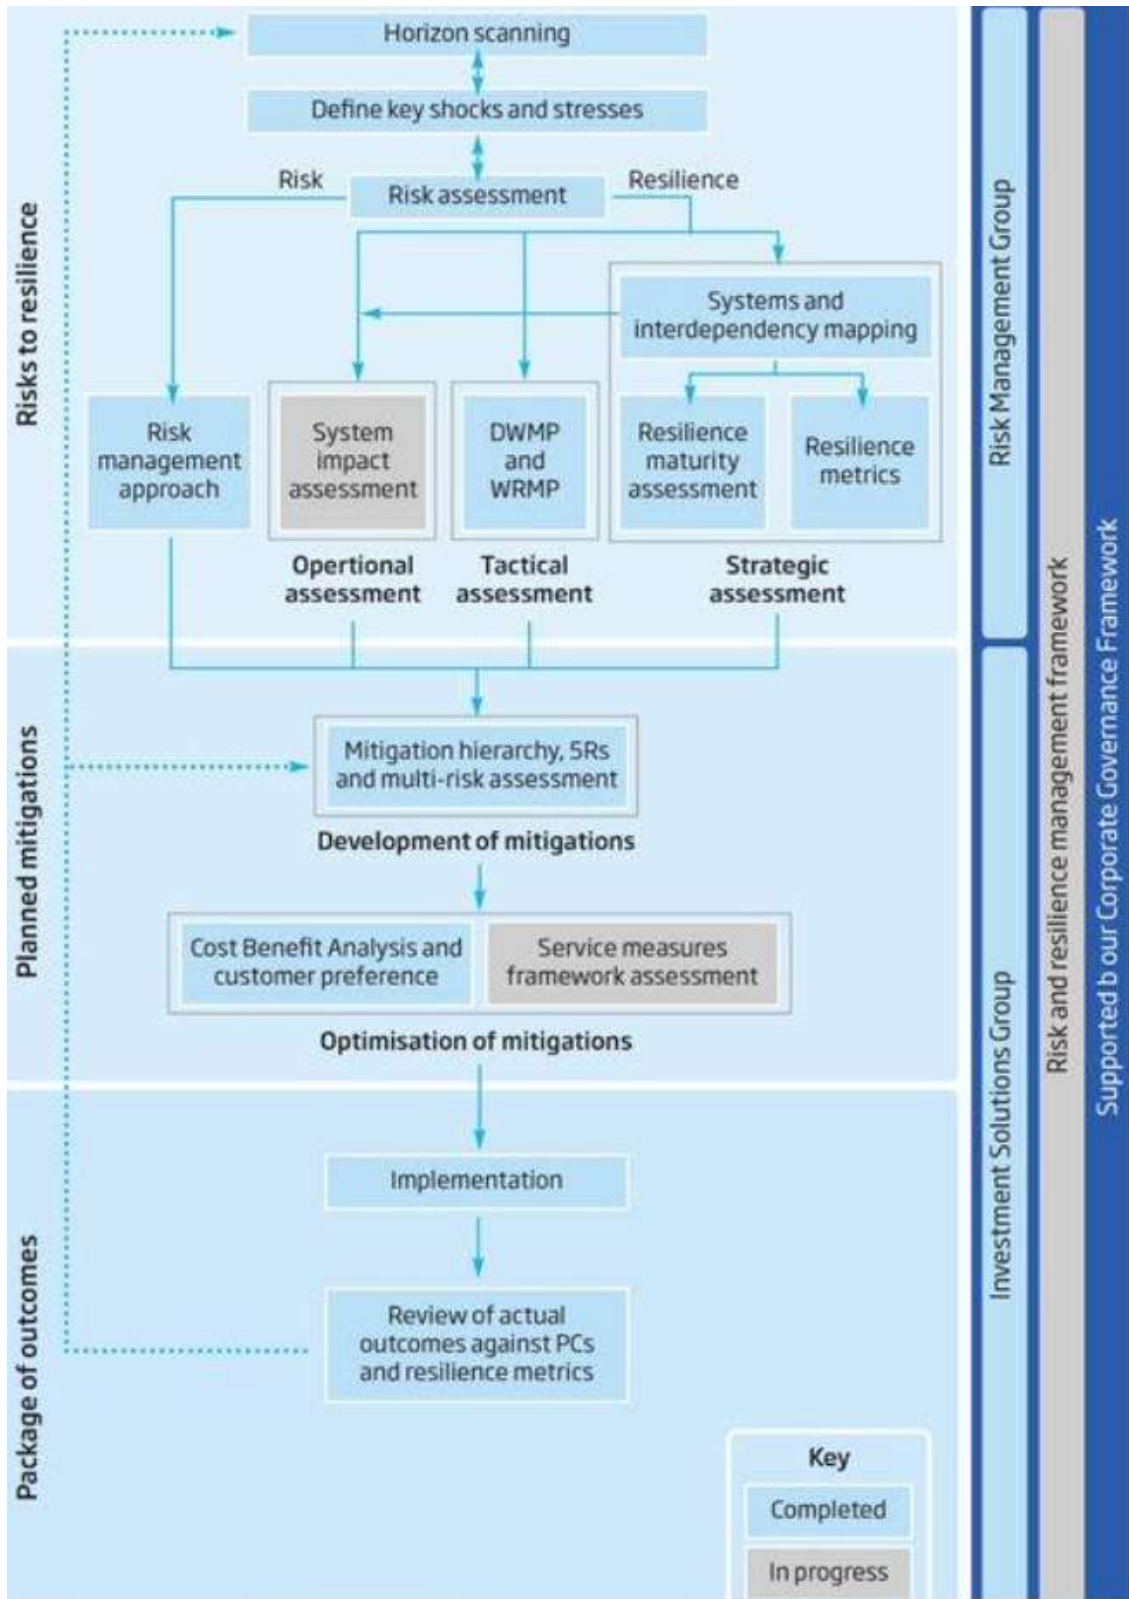 Horizon scanning
Define key shocks and stresses
Risk
Risk assessment
Resilience
Systems and
interdependency mapping
Risk
management
approach
System
impact
assessment
DWMP
and
WRMP
Resilience
maturity
assessment
Resilience
metrics
Opertional
assessment
Tactical
assessment
Strategic
assessment
Risks to resilience
Mitigation hierarchy, 5Rs
and multi-risk assessment
Development of mitigations
Cost Benefit Analysis and
customer preference
Service measures
framework assessment
Optimisation of mitigations
Planned mitigations
Implementation
Review of actual
outcomes against PCs
and resilience metrics
Package of outcomes
Key
Completed
In progress
Risk Management Group
Investment Solutions Group
Risk and resilience management framework
Supported b our Corporate Governance Framework